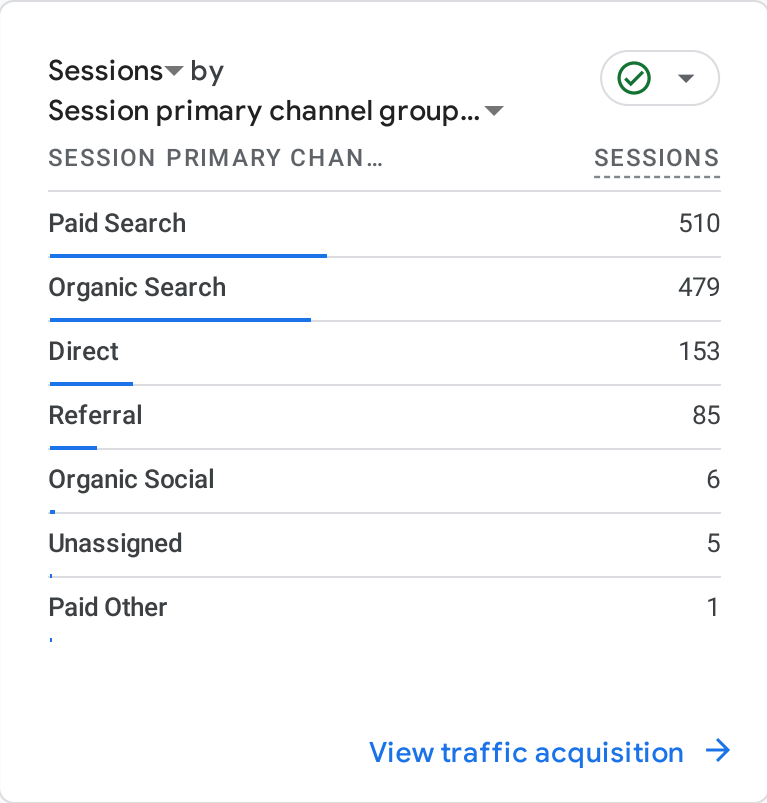 Sessions by
Session primary channel group...
SESSION PRIMARY CHAN... SESSIONS
Paid Search 510
Organic Search 479
Direct 153
Referral 85
Organic Social 6
Unassigned 5
Paid Other 1
View traffic acquisition